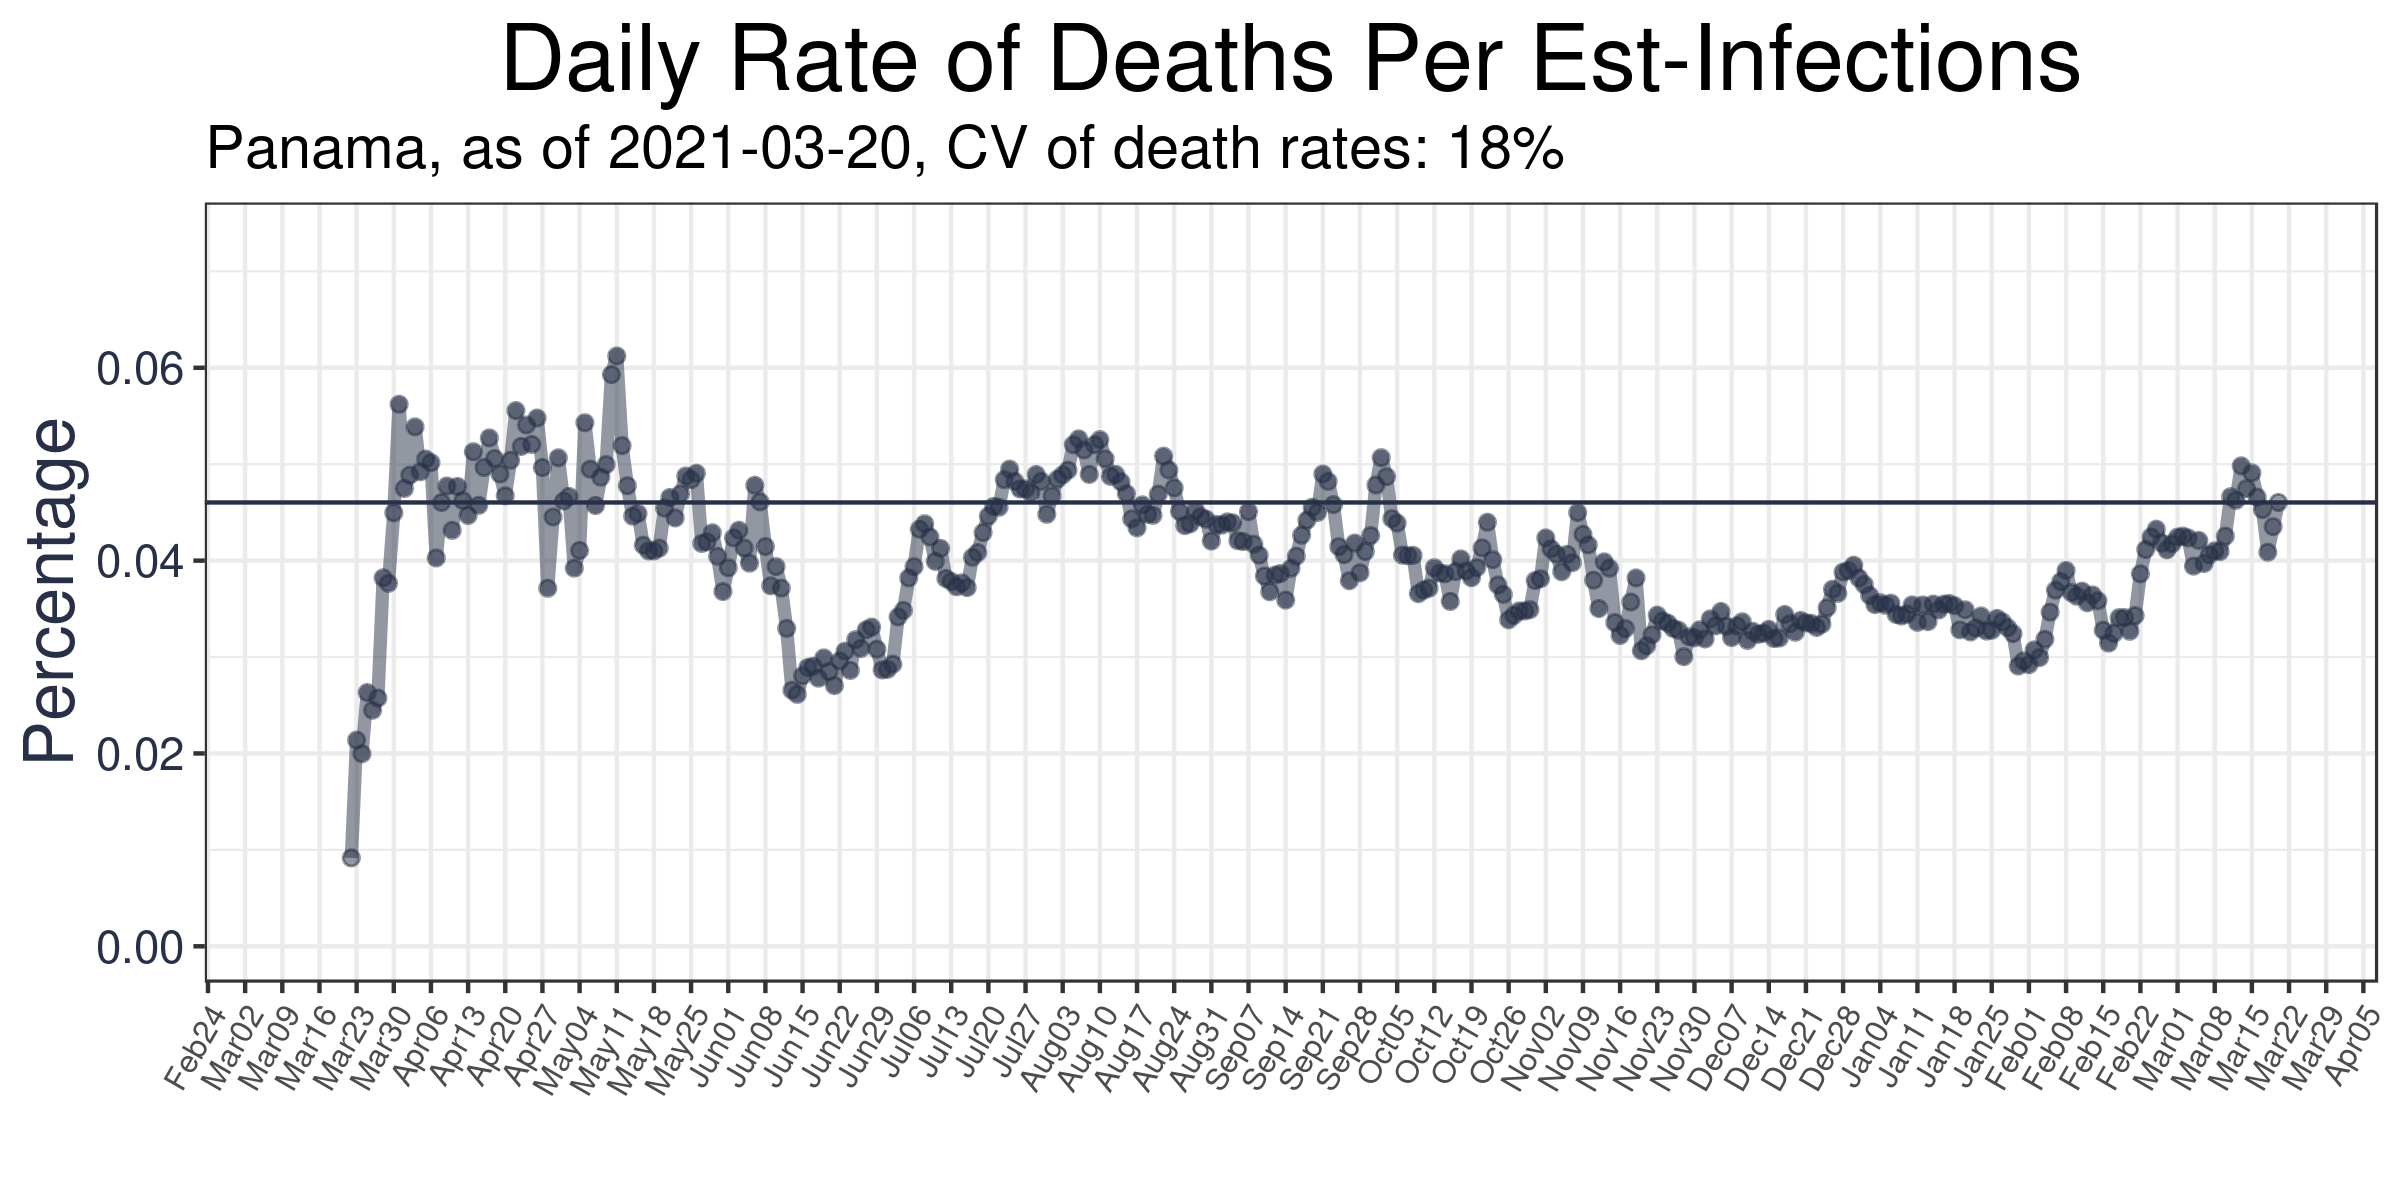 Daily Rate of Deaths Per Est-Infections
Panama, as of 2021-03-20, CV of death rates: 18%
Percentage
0.06
0.04
0.02
0.00
Feb24
Mar02
Mar09
Mar16
Mar23
Mar30
Apr06
Apr13
Apr20
Apr27
May04
May11
May18
May25
Jun01
Jun08
Jun15
Jun22
Jun29
Jul06
Jul13
Jul20
Jul27
Aug03
Aug10
Aug17
Aug24
Aug31
Sep07
Sep14
Sep21
Sep28
Oct05
Oct12
Oct19
Oct26
Nov02
Nov09
Nov16
Nov23
Nov30
Dec07
Dec14
Dec21
Dec28
Jan04
Jan11
Jan18
Jan25
Feb01
Feb08
Feb15
Feb22
Mar01
Mar08
Mar15
Mar22
Mar29
Apr05